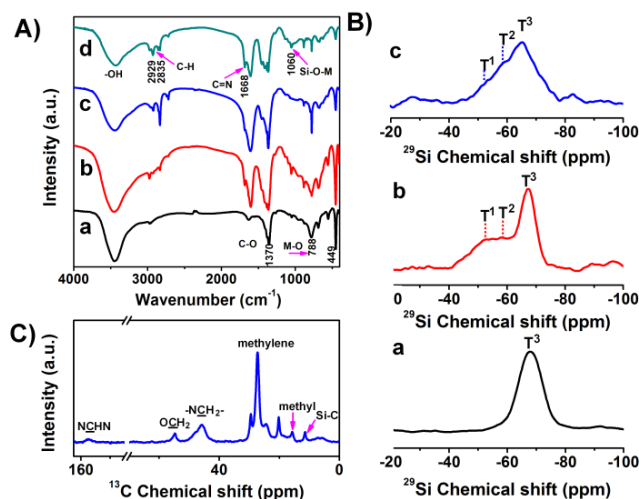 A)
Intensity (a.u.)
d
c
b
a
-OH
2929
2835
C-H
C=N
1668
1060
Si-O-M
C-O
1370
M-O
788
449
4000 3000 2000 1000
Wavenumber (cm-1)
B)
c
T1 T2 T3
-20 -40 -60 -80 -100
29Si Chemical shift (ppm)
b
T1 T2 T3
0 -40 -60 -80 -100
29Si Chemical shift (ppm)
a
T3
-20 -40 -60 -80 -100
29Si Chemical shift (ppm)
C)
Intensity (a.u.)
NCHN
OCH2
-NCH2-
methylene
methyl
Si-C
160 40 0
13C Chemical shift (ppm)